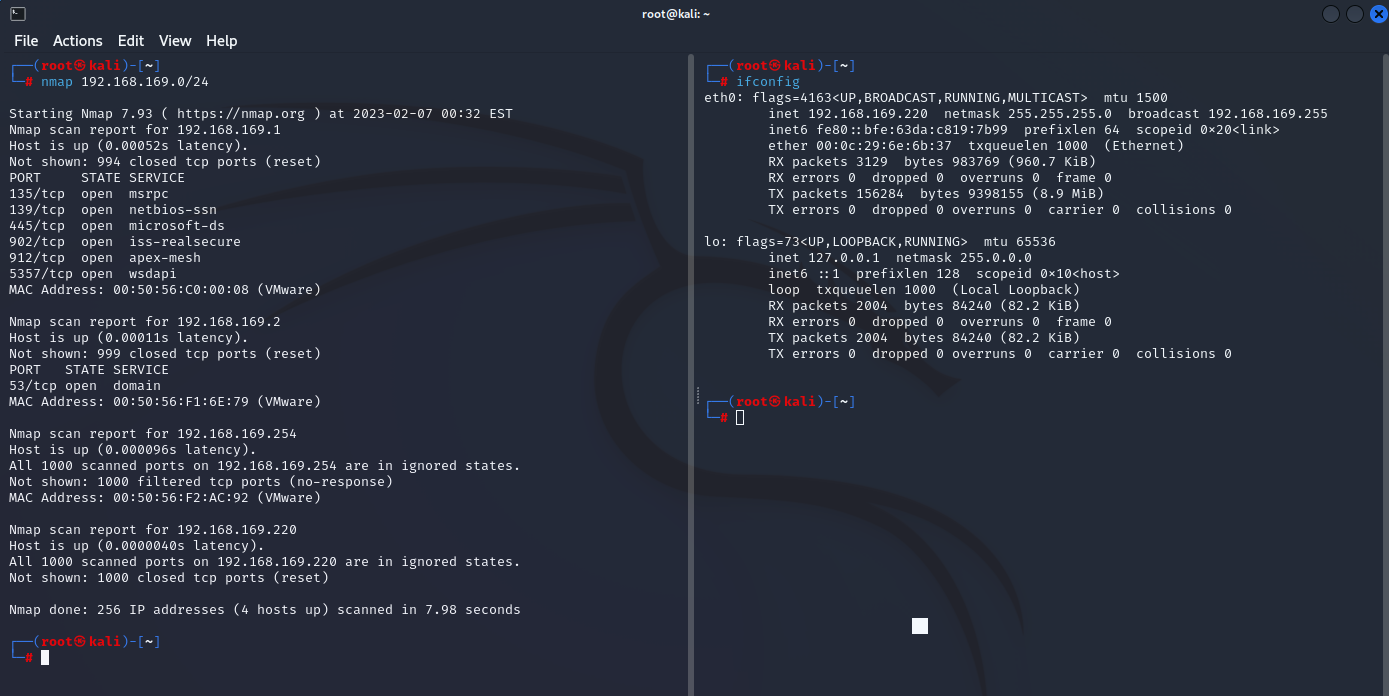 root@kali: ~
File Actions Edit View Help
┌──(root㉿kali)-[~]
└─# nmap 192.168.169.0/24
Starting Nmap 7.93 ( https://nmap.org ) at 2023-02-07 00:32 EST
Nmap scan report for 192.168.169.1
Host is up (0.00052s latency).
Not shown: 994 closed tcp ports (reset)
PORT     STATE SERVICE
135/tcp  open  msrpc
139/tcp  open  netbios-ssn
445/tcp  open  microsoft-ds
902/tcp  open  iss-realsecure
912/tcp  open  apex-mesh
5357/tcp open  wsdapi
MAC Address: 00:50:56:C0:00:08 (VMware)
Nmap scan report for 192.168.169.2
Host is up (0.00011s latency).
Not shown: 999 closed tcp ports (reset)
PORT   STATE SERVICE
53/tcp open  domain
MAC Address: 00:50:56:F1:6E:79 (VMware)
Nmap scan report for 192.168.169.254
Host is up (0.000096s latency).
All 1000 scanned ports on 192.168.169.254 are in ignored states.
Not shown: 1000 filtered tcp ports (no-response)
MAC Address: 00:50:56:F2:AC:92 (VMware)
Nmap scan report for 192.168.169.220
Host is up (0.0000040s latency).
All 1000 scanned ports on 192.168.169.220 are in ignored states.
Not shown: 1000 closed tcp ports (reset)
Nmap done: 256 IP addresses (4 hosts up) scanned in 7.98 seconds
┌──(root㉿kali)-[~]
└─#
┌──(root㉿kali)-[~]
└─# ifconfig
eth0: flags=4163<UP,BROADCAST,RUNNING,MULTICAST>  mtu 1500
inet 192.168.169.220  netmask 255.255.255.0  broadcast 192.168.169.255
inet6 fe80::bfe:63da:c819:7b99  prefixlen 64  scopeid 0×20<link>
ether 00:0c:29:6e:6b:37  txqueuelen 1000  (Ethernet)
RX packets 3129  bytes 983769 (960.7 KiB)
RX errors 0  dropped 0  overruns 0  frame 0
TX packets 156284  bytes 9398155 (8.9 MiB)
TX errors 0  dropped 0 overruns 0  carrier 0  collisions 0
lo: flags=73<UP,LOOPBACK,RUNNING>  mtu 65536
inet 127.0.0.1  netmask 255.0.0.0
inet6 ::1  prefixlen 128  scopeid 0×10<host>
loop  txqueuelen 1000  (Local Loopback)
RX packets 2004  bytes 84240 (82.2 KiB)
RX errors 0  dropped 0  overruns 0  frame 0
TX packets 2004  bytes 84240 (82.2 KiB)
TX errors 0  dropped 0 overruns 0  carrier 0  collisions 0
┌──(root㉿kali)-[~]
└─#